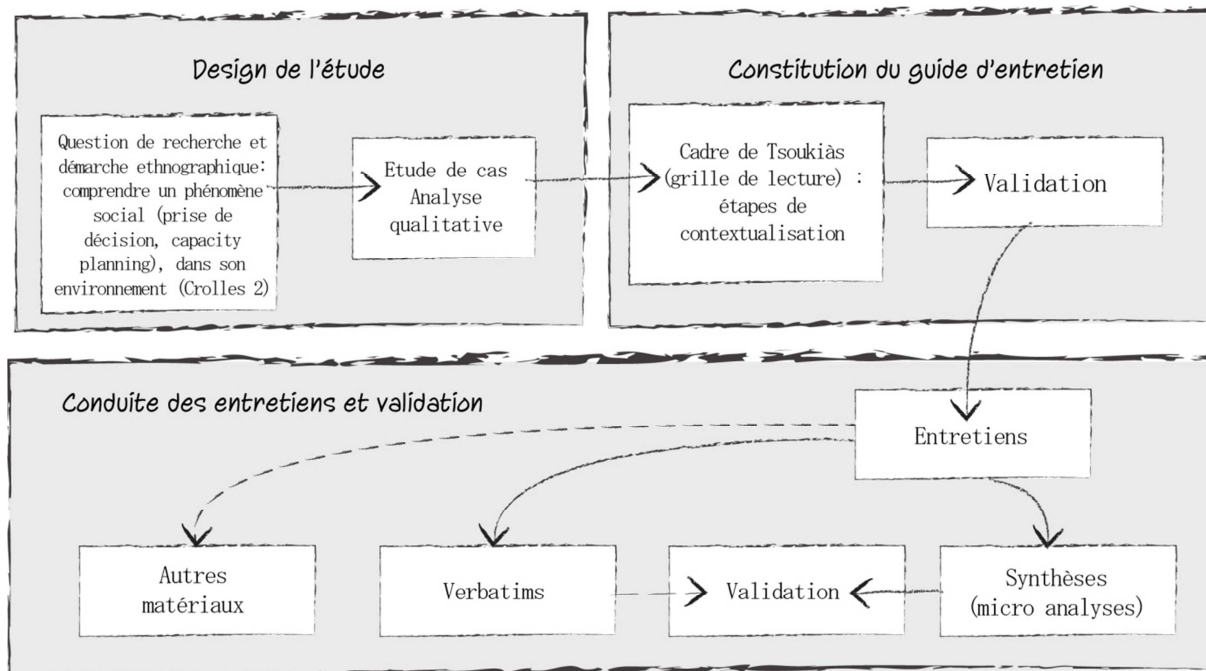 Design de l'étude
Question de recherche et
démarche ethnographique:
comprendre un phénomène
social (prise de
décision, capacity
planning), dans son
environnement (Crolles 2)
Etude de cas
Analyse
qualitative
Constitution du guide d'entretien
Cadre de Tsoukiàs
(grille de lecture) :
étapes de
contextualisation
Validation
Conduite des entretiens et validation
Entretiens
Autres
matériaux
Verbatims
Validation
Synthèses
(micro analyses)